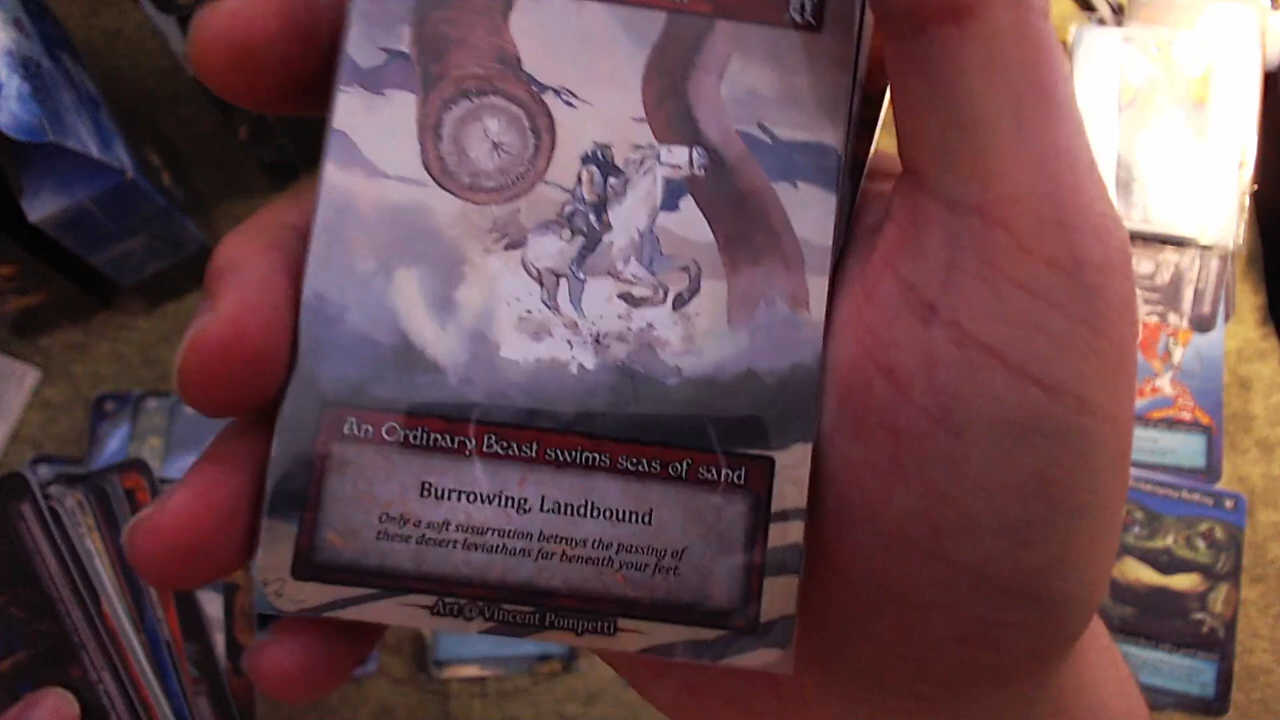 An Ordinary Beast swims seas of sand
Burrowing, Landbound
Only a soft susurration betrays the passing of
these desert leviathans far beneath your feet.
Art @ Vincent Pompetti